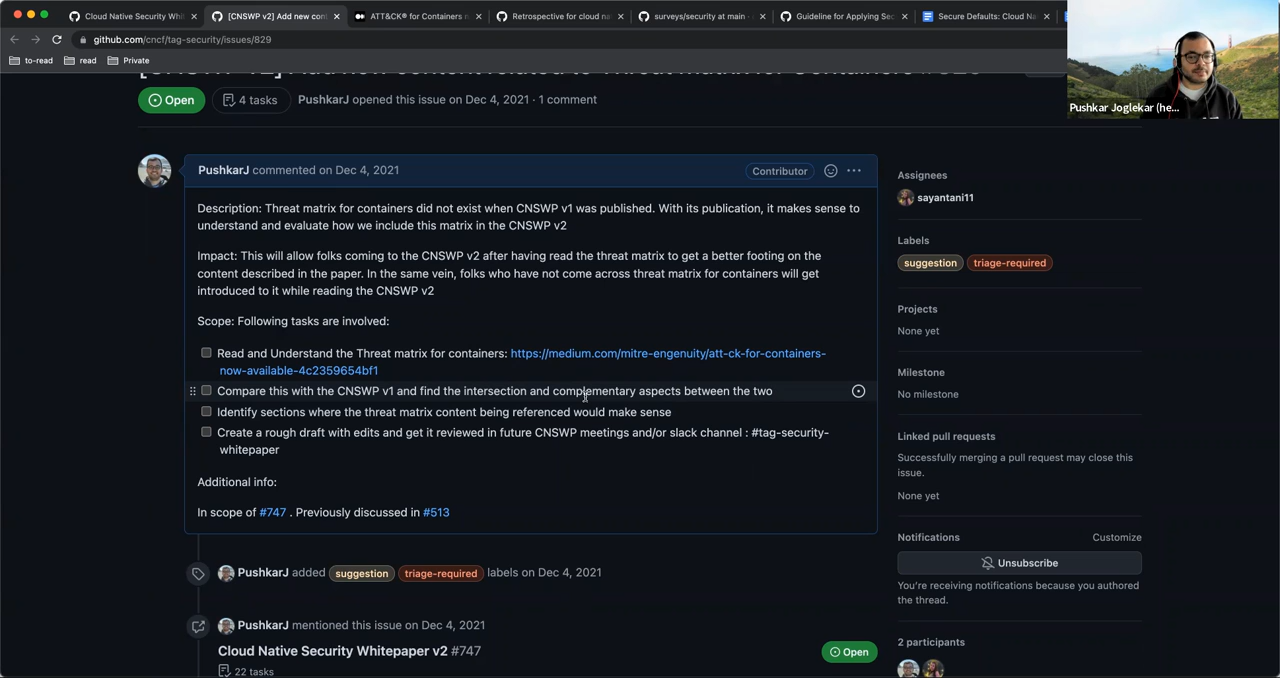 Cloud Native Security Whi
[CNSWP v2] Add new con
ATT&CK® for Containers n
Retrospective for cloud na
surveys/security at main ·
Guideline for Applying Sec
Secure Defaults: Cloud Na
github.com/cncf/tag-security/issues/829
to-read
read
Private
Pushkar Joglekar (he...
Open
4 tasks
PushkarJ opened this issue on Dec 4, 2021 · 1 comment
PushkarJ commented on Dec 4, 2021
Contributor
Description: Threat matrix for containers did not exist when CNSWP v1 was published. With its publication, it makes sense to
understand and evaluate how we include this matrix in the CNSWP v2
Impact: This will allow folks coming to the CNSWP v2 after having read the threat matrix to get a better footing on the
content described in the paper. In the same vein, folks who have not come across threat matrix for containers will get
introduced to it while reading the CNSWP v2
Scope: Following tasks are involved:
Read and Understand the Threat matrix for containers: https://medium.com/mitre-engenuity/att-ck-for-containers-
now-available-4c2359654bf1
Compare this with the CNSWP v1 and find the intersection and complementary aspects between the two
Identify sections where the threat matrix content being referenced would make sense
Create a rough draft with edits and get it reviewed in future CNSWP meetings and/or slack channel : #tag-security-
whitepaper
Additional info:
In scope of #747 . Previously discussed in #513
PushkarJ added suggestion triage-required labels on Dec 4, 2021
PushkarJ mentioned this issue on Dec 4, 2021
Cloud Native Security Whitepaper v2 #747
Open
22 tasks
Assignees
sayantani11
Labels
suggestion triage-required
Projects
None yet
Milestone
No milestone
Linked pull requests
Successfully merging a pull request may close this
issue.
None yet
Notifications
Customize
Unsubscribe
You're receiving notifications because you authored
the thread.
2 participants